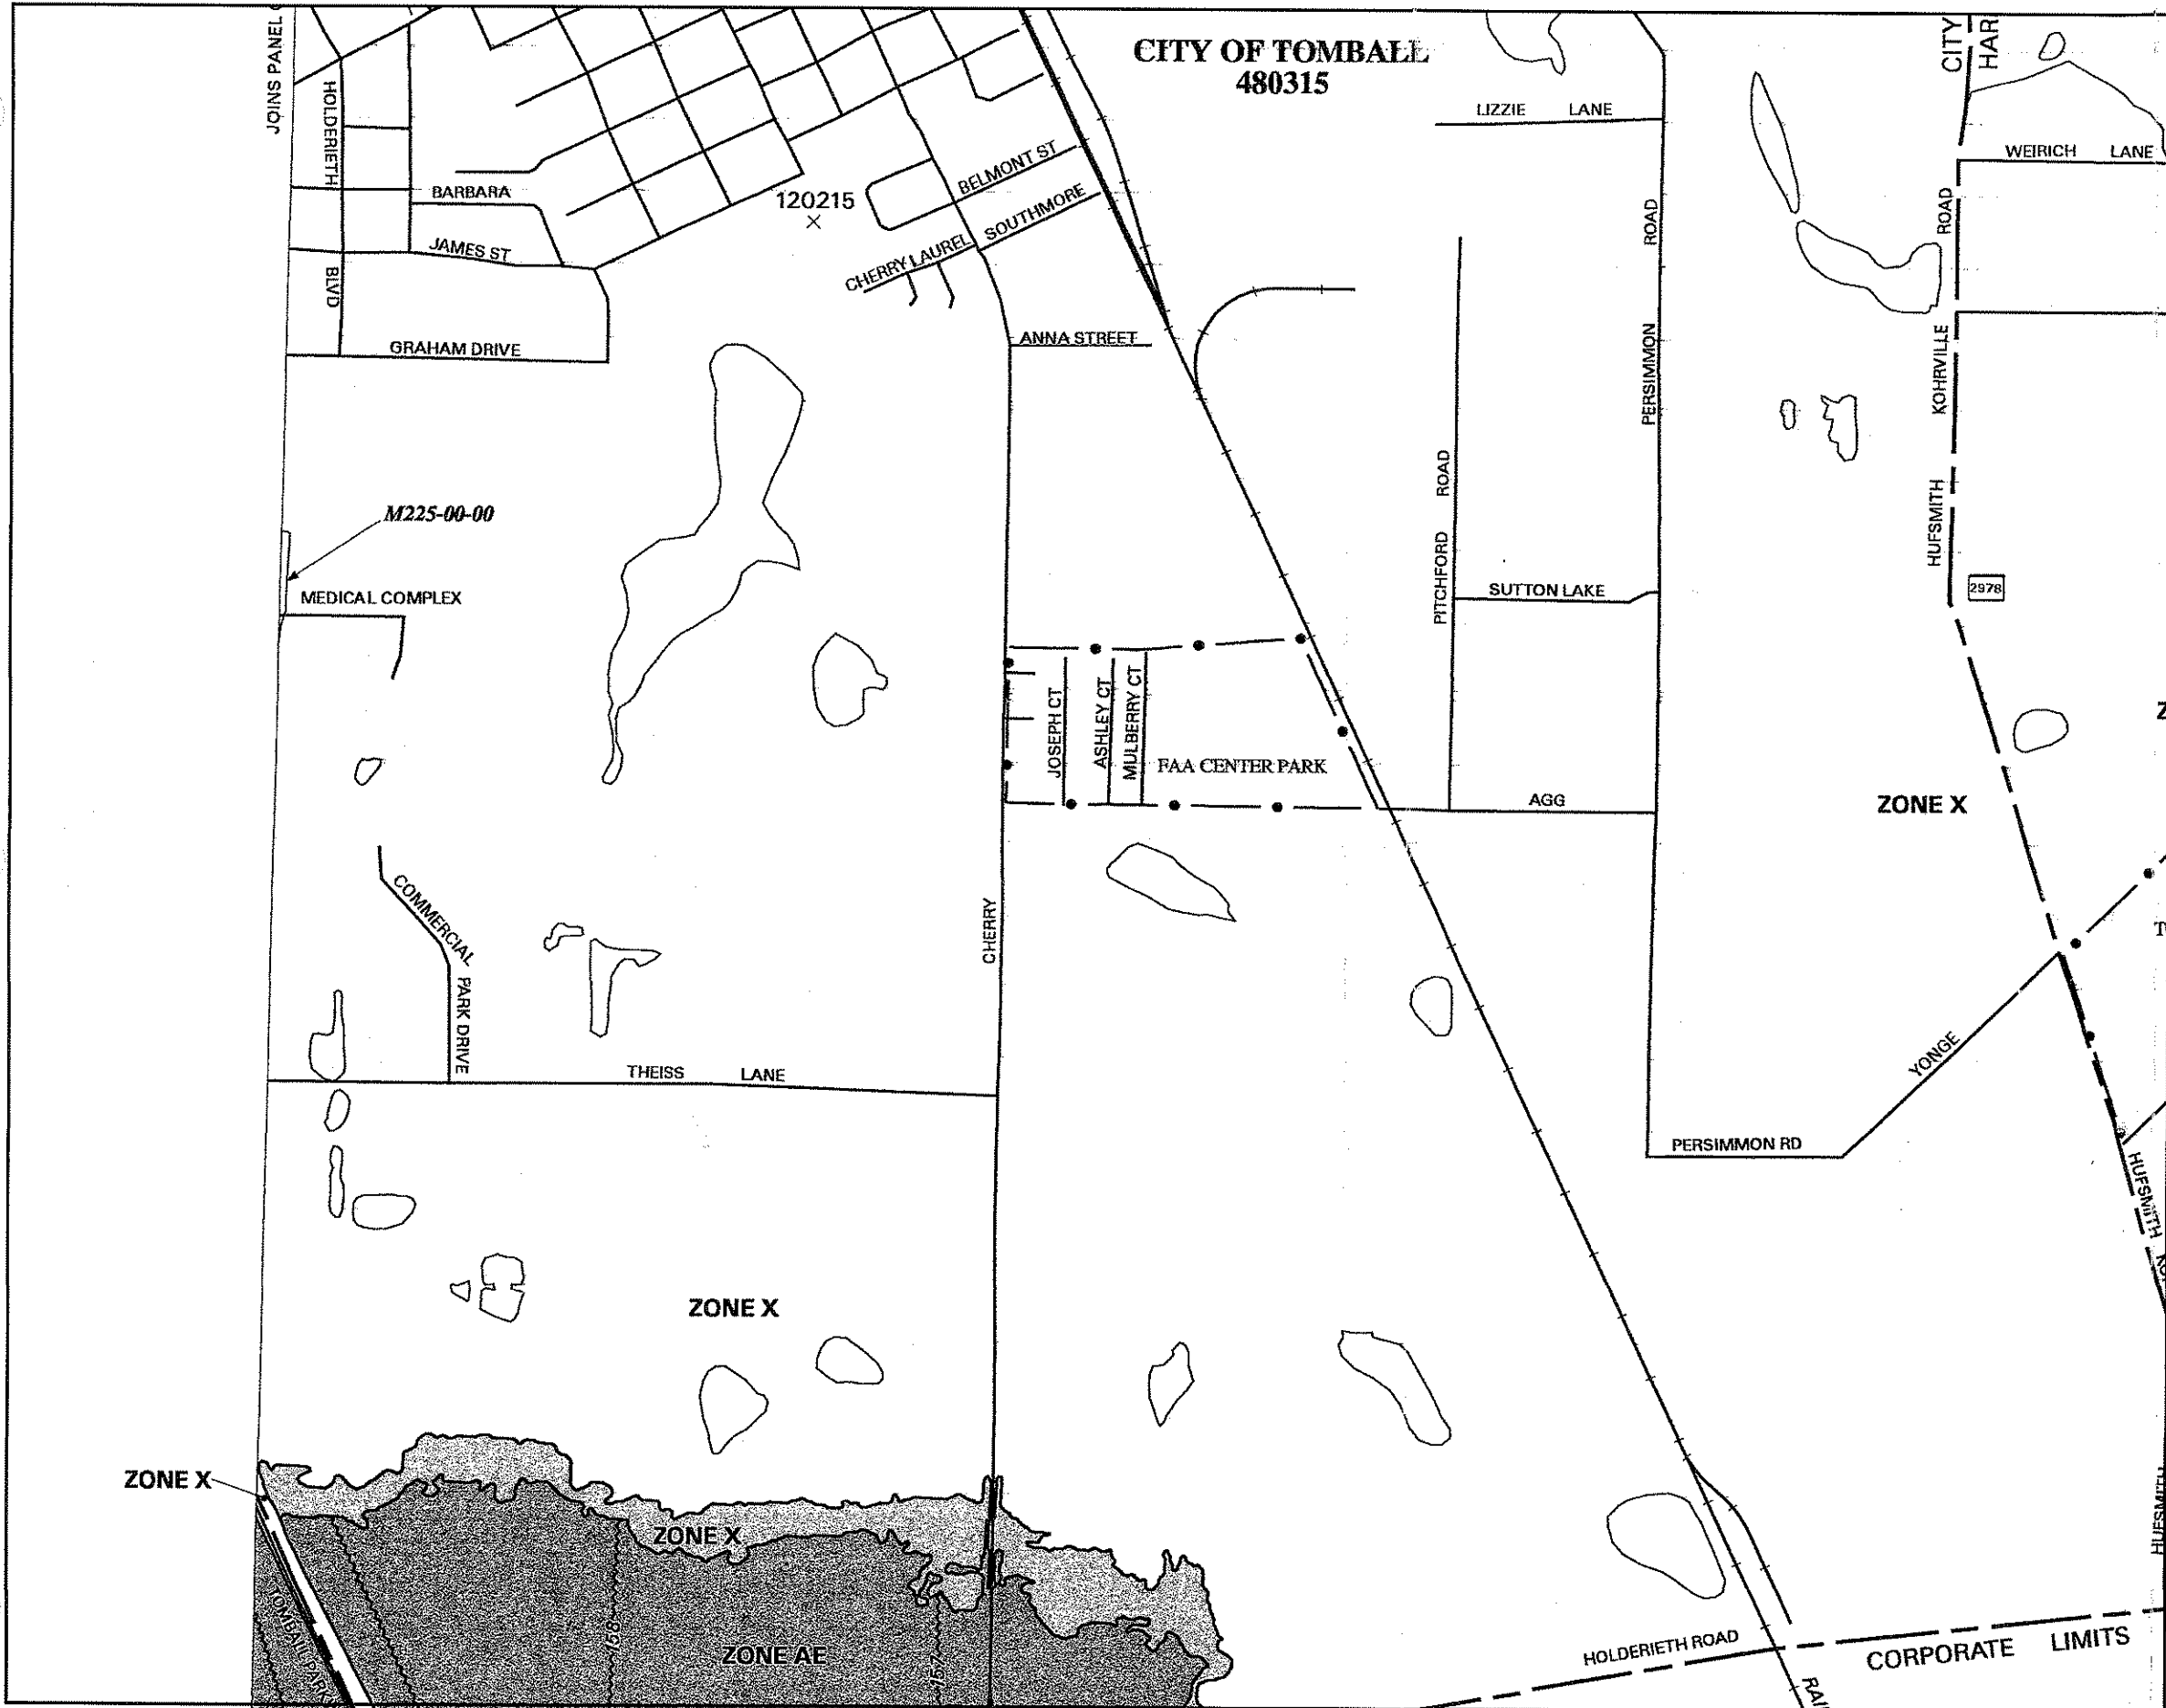 JOINS PANEL
CITY OF TOMBALL
480315
CITY
HAR
HOLDERIETH
BLVD
LIZZIE LANE
WEIRICH LANE
BARBARA
120215
BELMONT ST
SOUTHMORE
JAMES ST
CHERRY LAUREL
GRAHAM DRIVE
ANNA STREET
PERSIMMON ROAD
HUFSMITH KOHRVILLE ROAD
M225-00-00
MEDICAL COMPLEX
PITCHFORD ROAD
SUTTON LAKE
2978
JOSEPH CT
ASHLEY CT
MULBERRY CT
FAA CENTER PARK
AGG
ZONE X
Z
COMMERCIAL
PARK DRIVE
CHERRY
T
YONGE
THEISS LANE
PERSIMMON RD
HUFSMITH
ZONE X
ZONE X
ZONE X
HUFSMITH
158
157
ZONE AE
HOLDERIETH ROAD
CORPORATE LIMITS
RAI